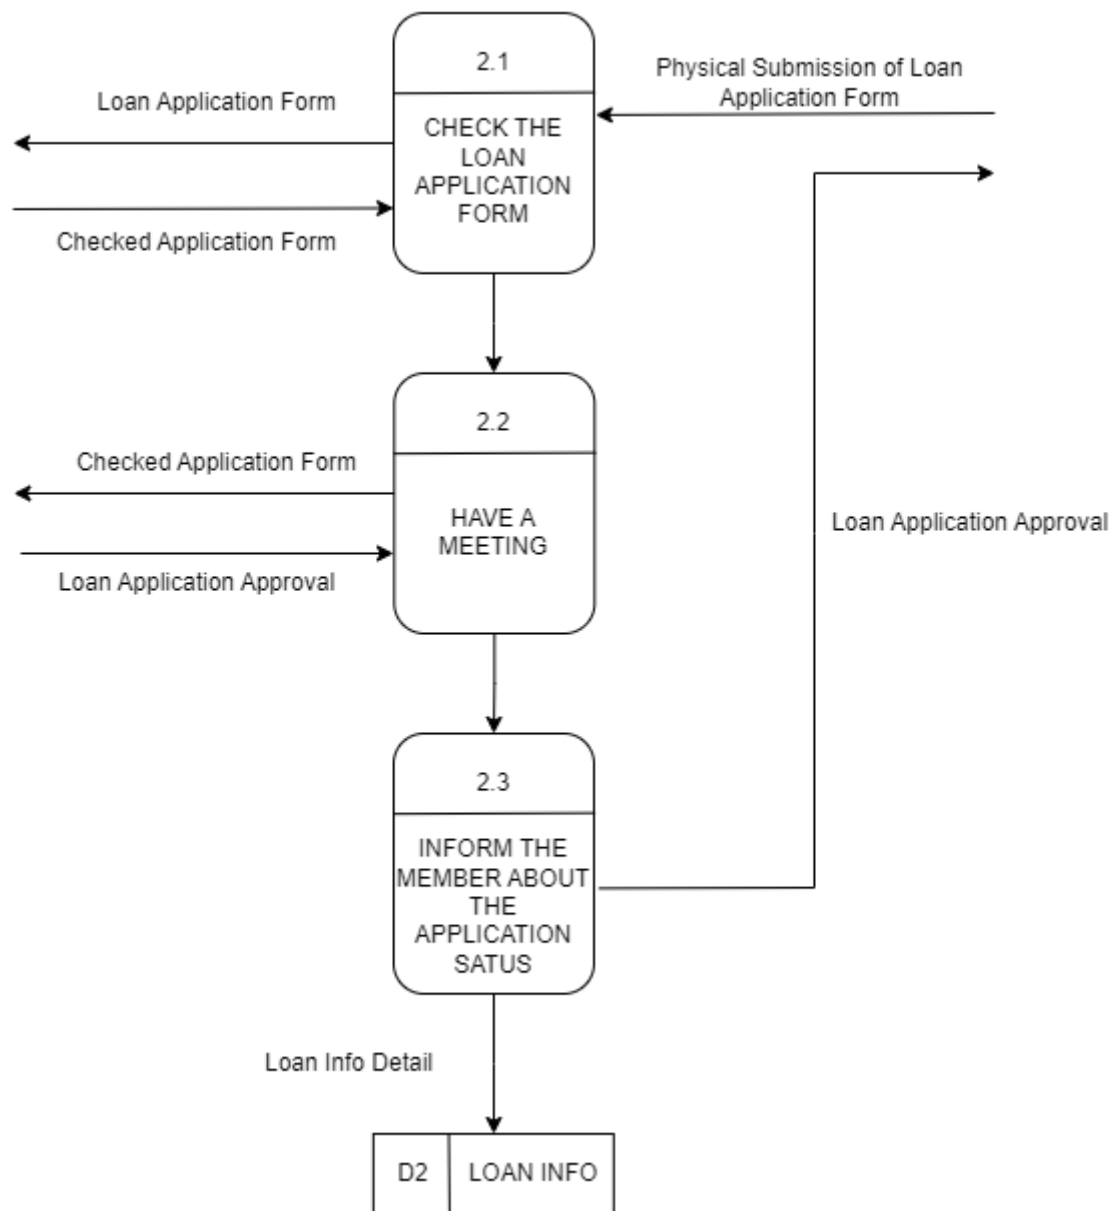 2.1
Physical Submission of Loan
Application Form
Loan Application Form
CHECK THE
LOAN
APPLICATION
FORM
Checked Application Form
2.2
Checked Application Form
HAVE A
MEETING
Loan Application Approval
Loan Application Approval
2.3
INFORM THE
MEMBER ABOUT
THE
APPLICATION
SATUS
Loan Info Detail
D2
LOAN INFO